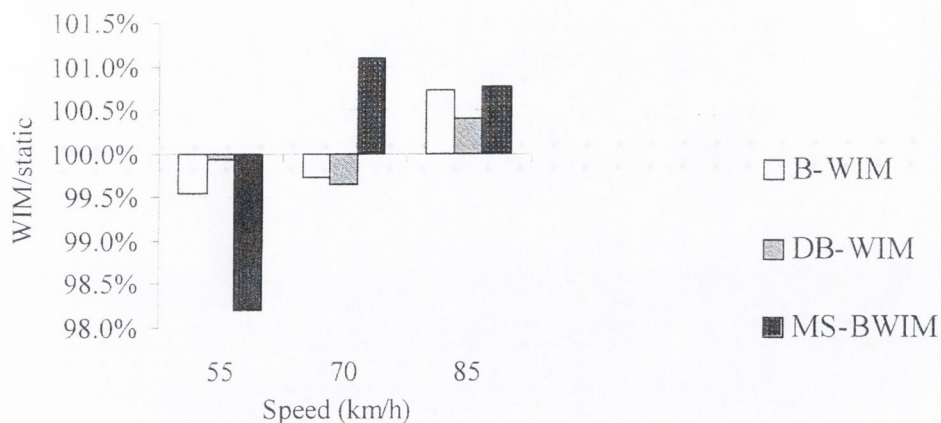 101.5%
101.0%
100.5%
100.0%
99.5%
99.0%
98.5%
98.0%
WIM/static
55 70 85
Speed (km/h)
B-WIM
DB-WIM
MS-BWIM